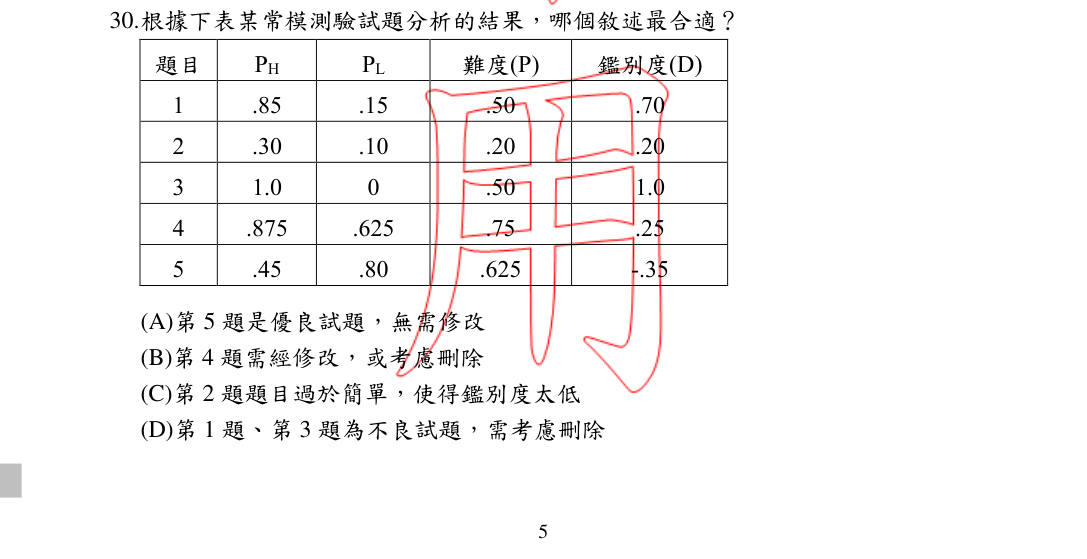 30.根據下表某常模測驗試題分析的結果，哪個敘述最合適？
題目 PH PL 難度(P) 鑑別度(D)
1 .85 .15 .50 .70
2 .30 .10 .20 .20
3 1.0 0 .50 1.0
4 .875 .625 .75 .25
5 .45 .80 .625 -.35
(A)第 5 題是優良試題，無需修改
(B)第 4 題需經修改，或考慮刪除
(C)第 2 題題目過於簡單，使得鑑別度太低
(D)第 1 題、第 3 題為不良試題，需考慮刪除
用
5